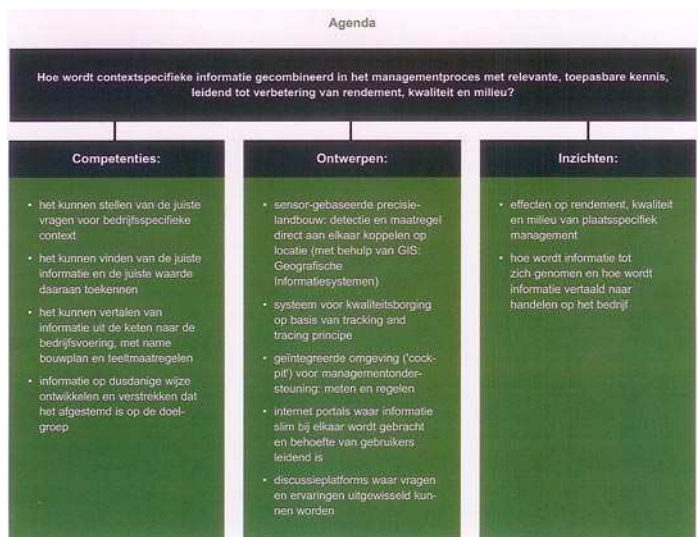 Agenda
Hoe wordt contextspecifieke informatie gecombineerd in het managementproces met relevante, toepasbare kennis,
leidend tot verbetering van rendement, kwaliteit en milieu?
Competenties:
• het kunnen stellen van de juiste
vragen voor bedrijfsspecifieke
context
• het kunnen vinden van de juiste
informatie en de juiste waarde
daaraan toekennen
• het kunnen vertalen van
informatie uit de keten naar de
bedrijfsvoering, met name
bouwplan en teeltmaatregelen
• informatie op dusdanige wijze
ontwikkelen en verstrekken dat
het afgestemd is op de doel-
groep
Ontwerpen:
• sensor-gebaseerde precisie-
landbouw: detectie en maatregel
direct aan elkaar koppelen op
locatie (met behulp van GIS:
Geografische
Informatiesystemen)
• systeem voor kwaliteitsborging
op basis van tracking and
tracing principe
• geïntegreerde omgeving ('cock-
pit') voor managementonder-
steuning: meten en regelen
• internet portals waar informatie
slim bij elkaar wordt gebracht
en behoefte van gebruikers
leidend is
• discussieplatforms waar vragen
en ervaringen uitgewisseld kun-
nen worden
Inzichten:
• effecten op rendement, kwaliteit
en milieu van plaatsspecifiek
management
• hoe wordt informatie tot
zich genomen en hoe wordt
informatie vertaald naar
handelen op het bedrijf